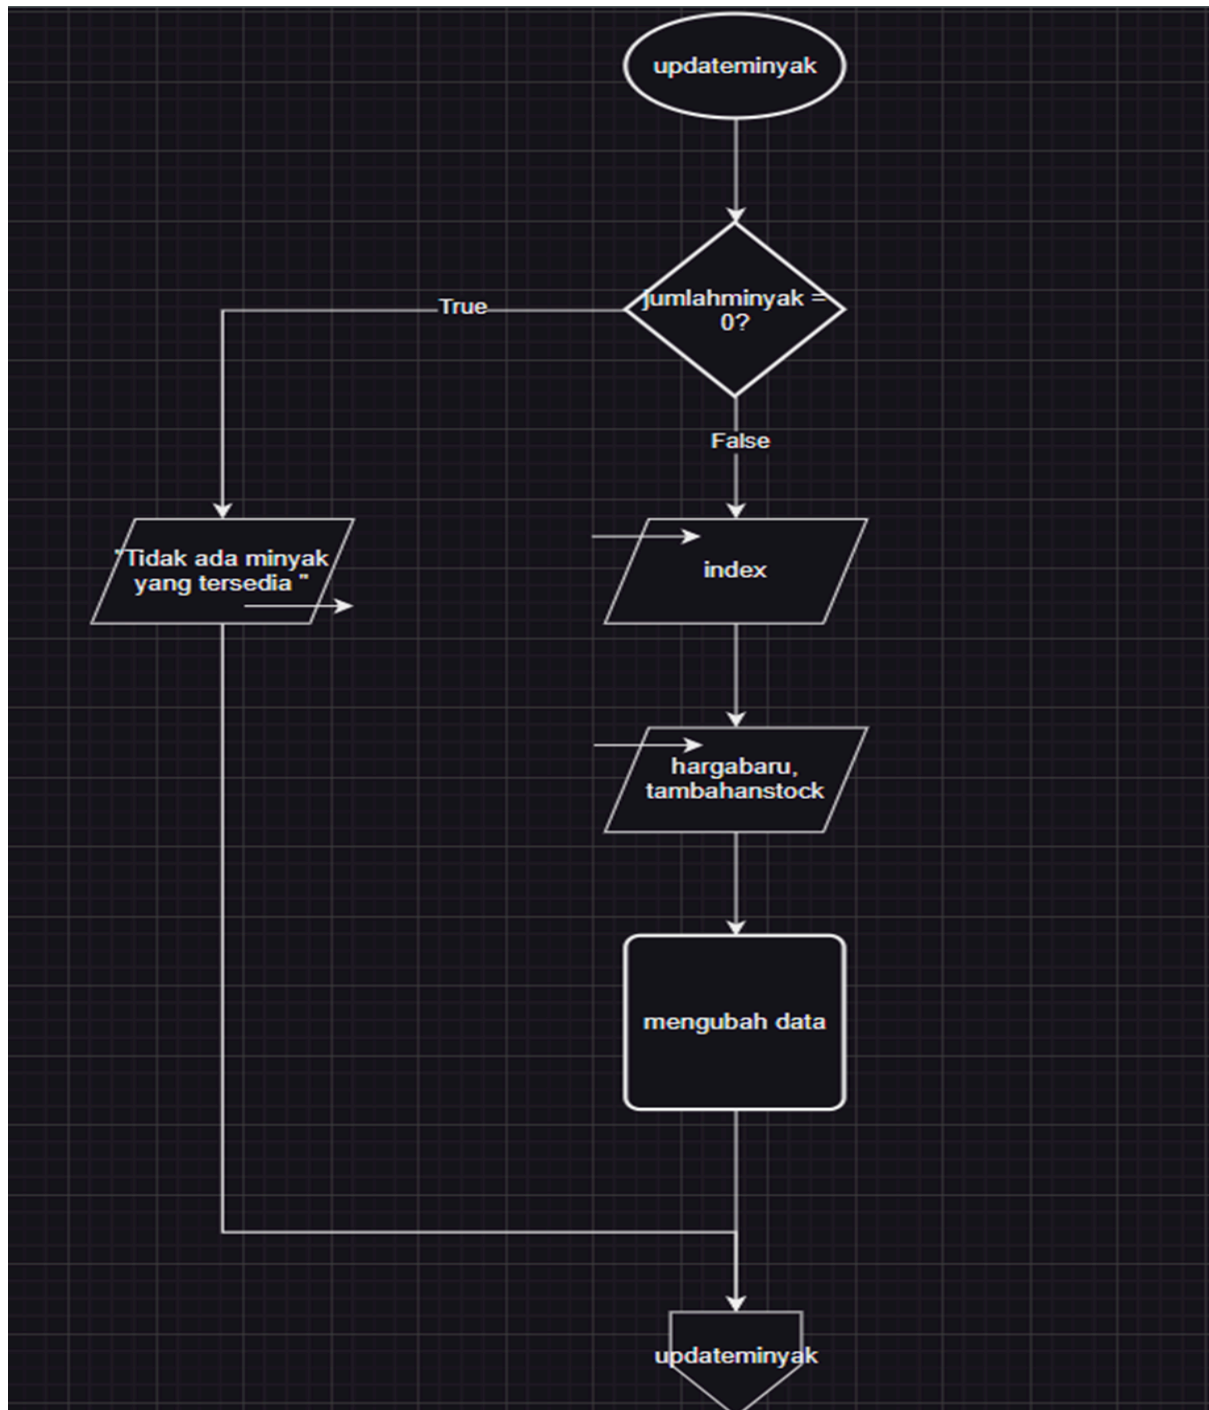 updateminyak
jumlahminyak =
0?
True
False
"Tidak ada minyak
yang tersedia "
index
hargabaru,
tambahanstock
mengubah data
updateminyak